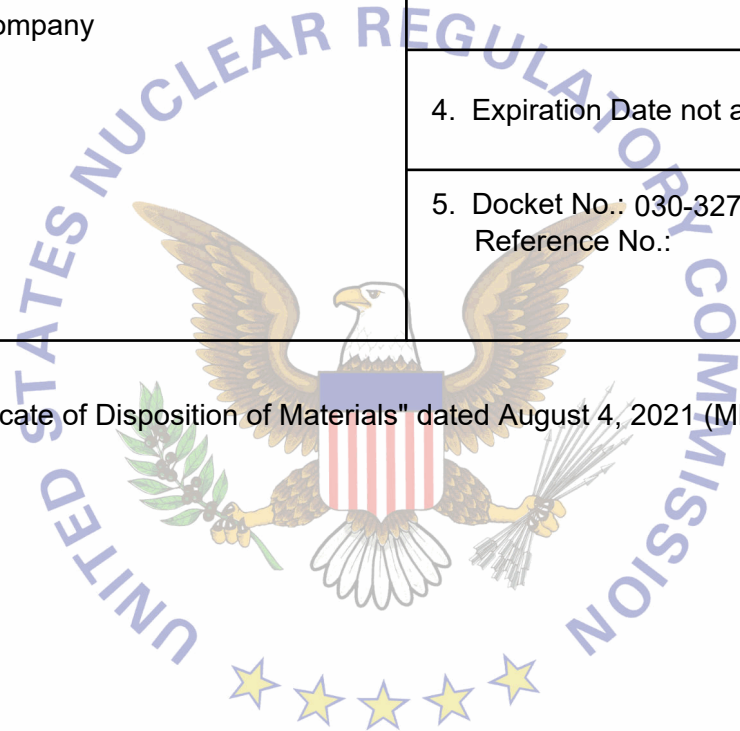 ompany
4. Expiration Date not a
5. Docket No.: 030-327
Reference No.:
cate of Disposition of Materials" dated August 4, 2021 (M
UNITED STATES NUCLEAR REGULATORY COMMISSION